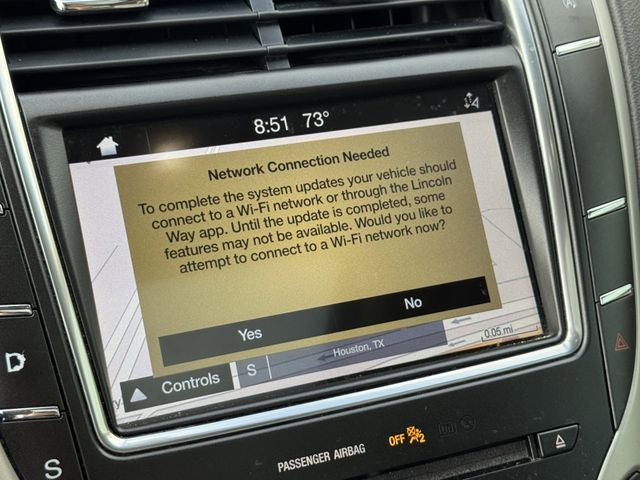 8:51 73°
Network Connection Needed
To complete the system updates your vehicle should
connect to a Wi-Fi network or through the Lincoln
Way app. Until the update is completed, some
features may not be available. Would you like to
attempt to connect to a Wi-Fi network now?
Yes No
Controls S Houston, TX 0.05 mi
D
S
PASSENGER AIRBAG OFF 2